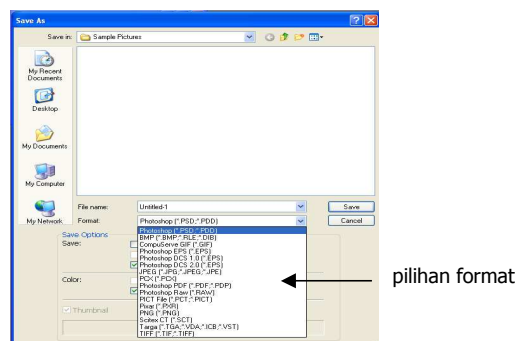 Save As
Save in: Sample Pictures
My Recent
Documents
Desktop
My Documents
My Computer
My Network
File name: Untitled-1 Save
Format: Photoshop (*.PSD;*.PDD) Cancel
Save Options
Save:
Color:
Thumbnail
Photoshop (*.PSD;*.PDD)
BMP (*.BMP;*.RLE;*.DIB)
CompuServe GIF (*.GIF)
Photoshop EPS (*.EPS)
Photoshop DCS 1.0 (*.EPS)
Photoshop DCS 2.0 (*.EPS)
JPEG (*.JPG;*.JPEG;*.JPE)
PCX (*.PCX)
Photoshop PDF (*.PDF;*.PDP)
Photoshop Raw (*.RAW)
PICT File (*.PCT;*.PICT)
Pixar (*.PXR)
PNG (*.PNG)
Scitex CT (*.SCT)
Targa (*.TGA;*.VDA;*.ICB;*.VST)
TIFF (*.TIF;*.TIFF)
pilihan format